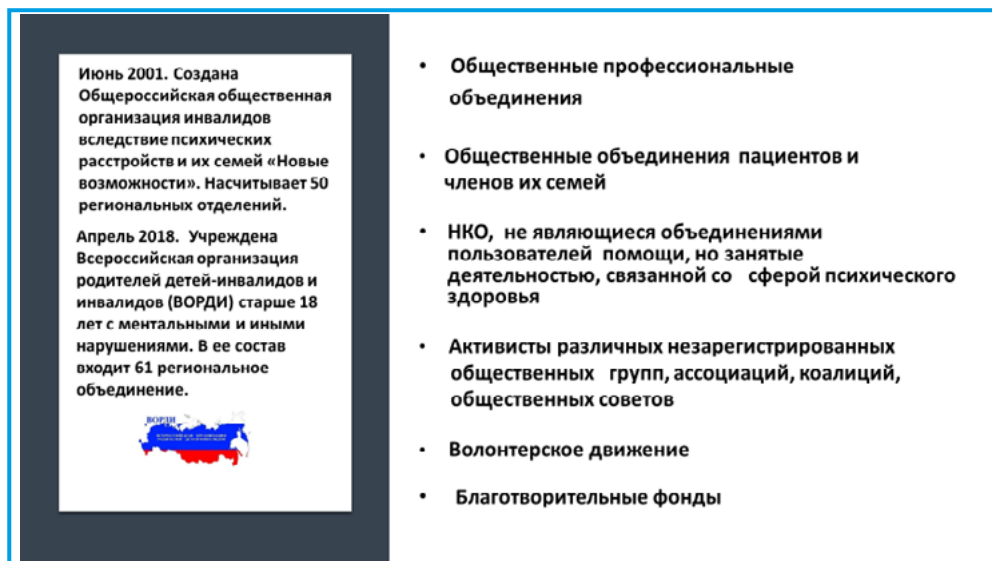 Июнь 2001. Создана
Общероссийская общественная
организация инвалидов
вследствие психических
расстройств и их семей «Новые
возможности». Насчитывает 50
региональных отделений.
Апрель 2018. Учреждена
Всероссийская организация
родителей детей-инвалидов и
инвалидов (ВОРДИ) старше 18
лет с ментальными и иными
нарушениями. В ее состав
входит 61 региональное
объединение.
ВОРДИ
• Общественные профессиональные
объединения
• Общественные объединения пациентов и
членов их семей
• НКО, не являющиеся объединениями
пользователей помощи, но занятые
деятельностью, связанной со сферой психического
здоровья
• Активисты различных незарегистрированных
общественных групп, ассоциаций, коалиций,
общественных советов
• Волонтерское движение
• Благотворительные фонды